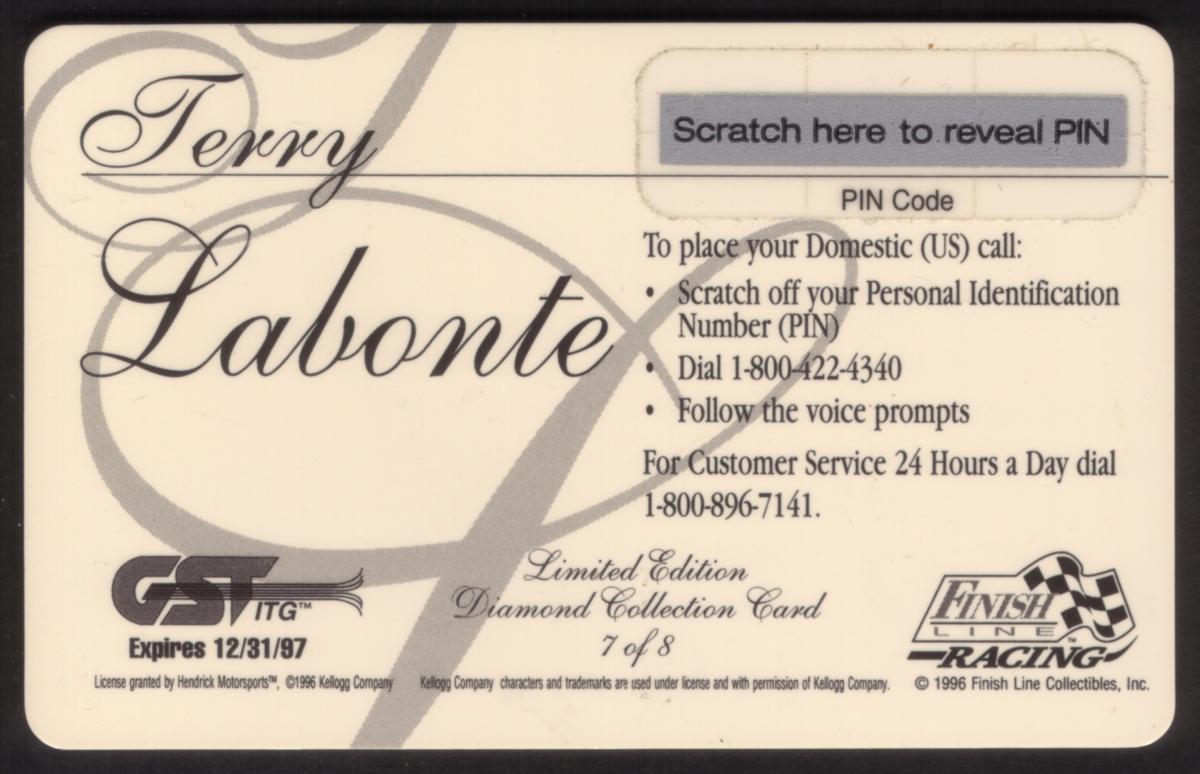 Terry
Labonte
Scratch here to reveal PIN
PIN Code
To place your Domestic (US) call:
• Scratch off your Personal Identification
Number (PIN)
• Dial 1-800-422-4340
• Follow the voice prompts
For Customer Service 24 Hours a Day dial
1-800-896-7141.
GST ITG™
Expires 12/31/97
Limited Edition
Diamond Collection Card
7 of 8
FINISH
LINE™
RACING
License granted by Hendrick Motorsports™, ©1996 Kellogg Company
Kellogg Company characters and trademarks are used under license and with permission of Kellogg Company.
© 1996 Finish Line Collectibles, Inc.